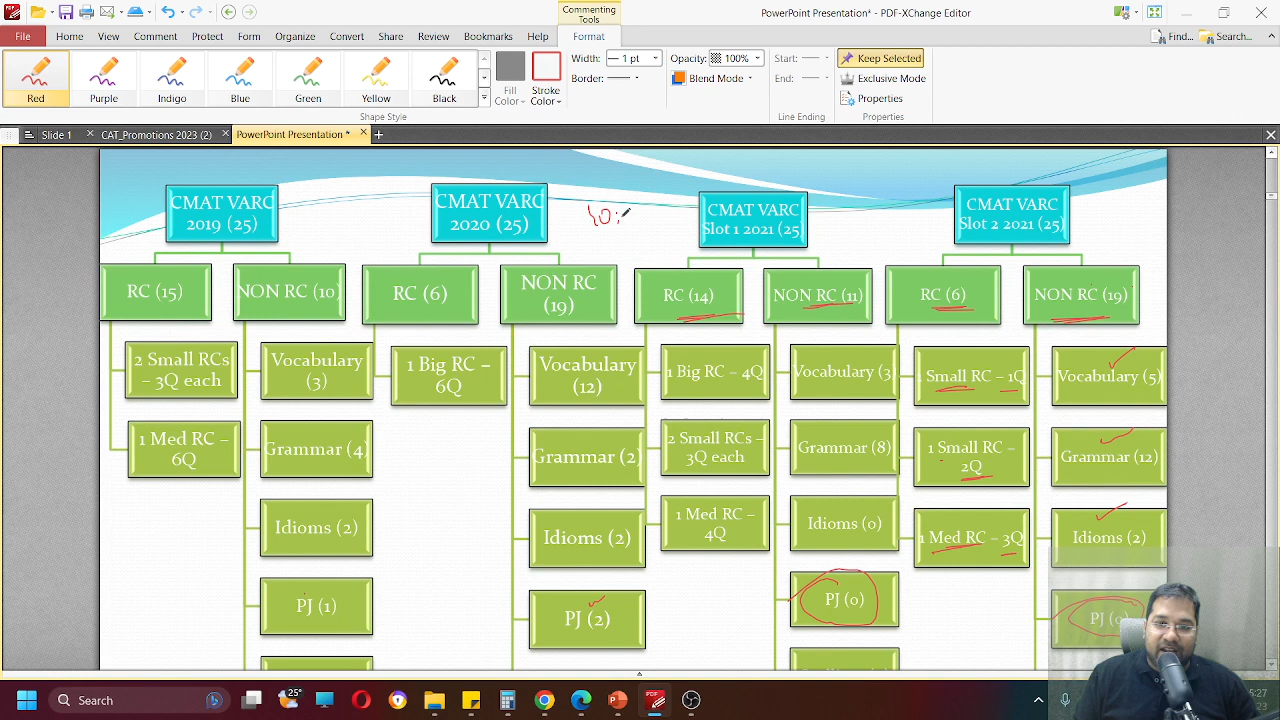 Commenting Tools
PowerPoint Presentation* - PDF-XChange Editor
File Home View Comment Protect Form Organize Convert Share Review Bookmarks Help Format Find... Search...
Red Purple Indigo Blue Green Yellow Black
Fill Color Stroke Color
Width: 1 pt Opacity: 100% Start: Keep Selected
Border: Blend Mode End: Exclusive Mode
Properties
Shape Style Line Ending Properties
Slide 1 CAT_Promotions 2023 (2) PowerPoint Presentation *
CMAT VARC 2019 (25)
RC (15)
2 Small RCs – 3Q each
1 Med RC – 6Q
NON RC (10)
Vocabulary (3)
Grammar (4)
Idioms (2)
PJ (1)
CMAT VARC 2020 (25)
RC (6)
1 Big RC – 6Q
NON RC (19)
Vocabulary (12)
Grammar (2)
Idioms (2)
PJ (2)
CMAT VARC Slot 1 2021 (25)
RC (14)
1 Big RC – 4Q
2 Small RCs – 3Q each
1 Med RC – 4Q
NON RC (11)
Vocabulary (3)
Grammar (8)
Idioms (0)
PJ (0)
CMAT VARC Slot 2 2021 (25)
RC (6)
1 Small RC – 1Q
1 Small RC – 2Q
1 Med RC – 3Q
NON RC (19)
Vocabulary (5)
Grammar (12)
Idioms (2)
PJ (0)
Search
25°